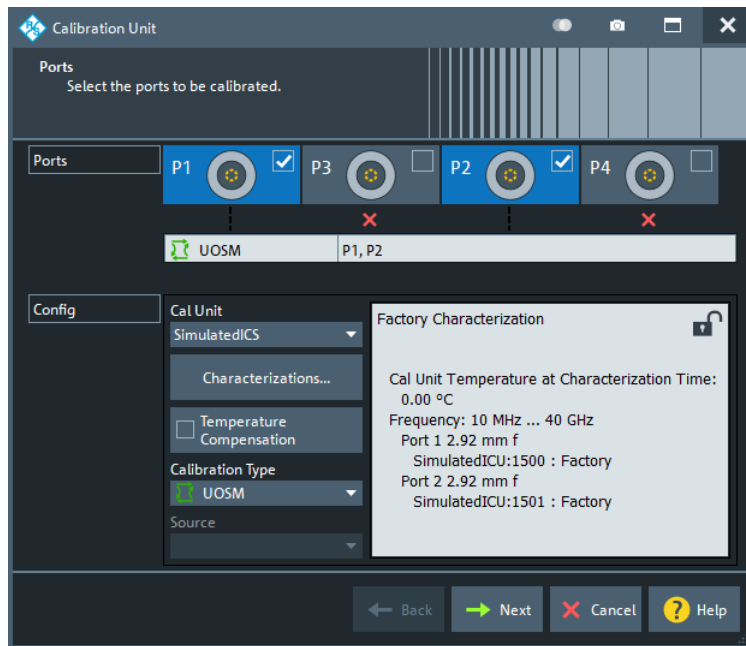 Calibration Unit
Ports
Select the ports to be calibrated.
Ports
P1
P3
P2
P4
UOSM
P1, P2
Config
Cal Unit
SimulatedICS
Characterizations...
Temperature
Compensation
Calibration Type
UOSM
Source
Factory Characterization
Cal Unit Temperature at Characterization Time:
0.00 °C
Frequency: 10 MHz ... 40 GHz
Port 1 2.92 mm f
SimulatedICU:1500 : Factory
Port 2 2.92 mm f
SimulatedICU:1501 : Factory
Back
Next
Cancel
? Help